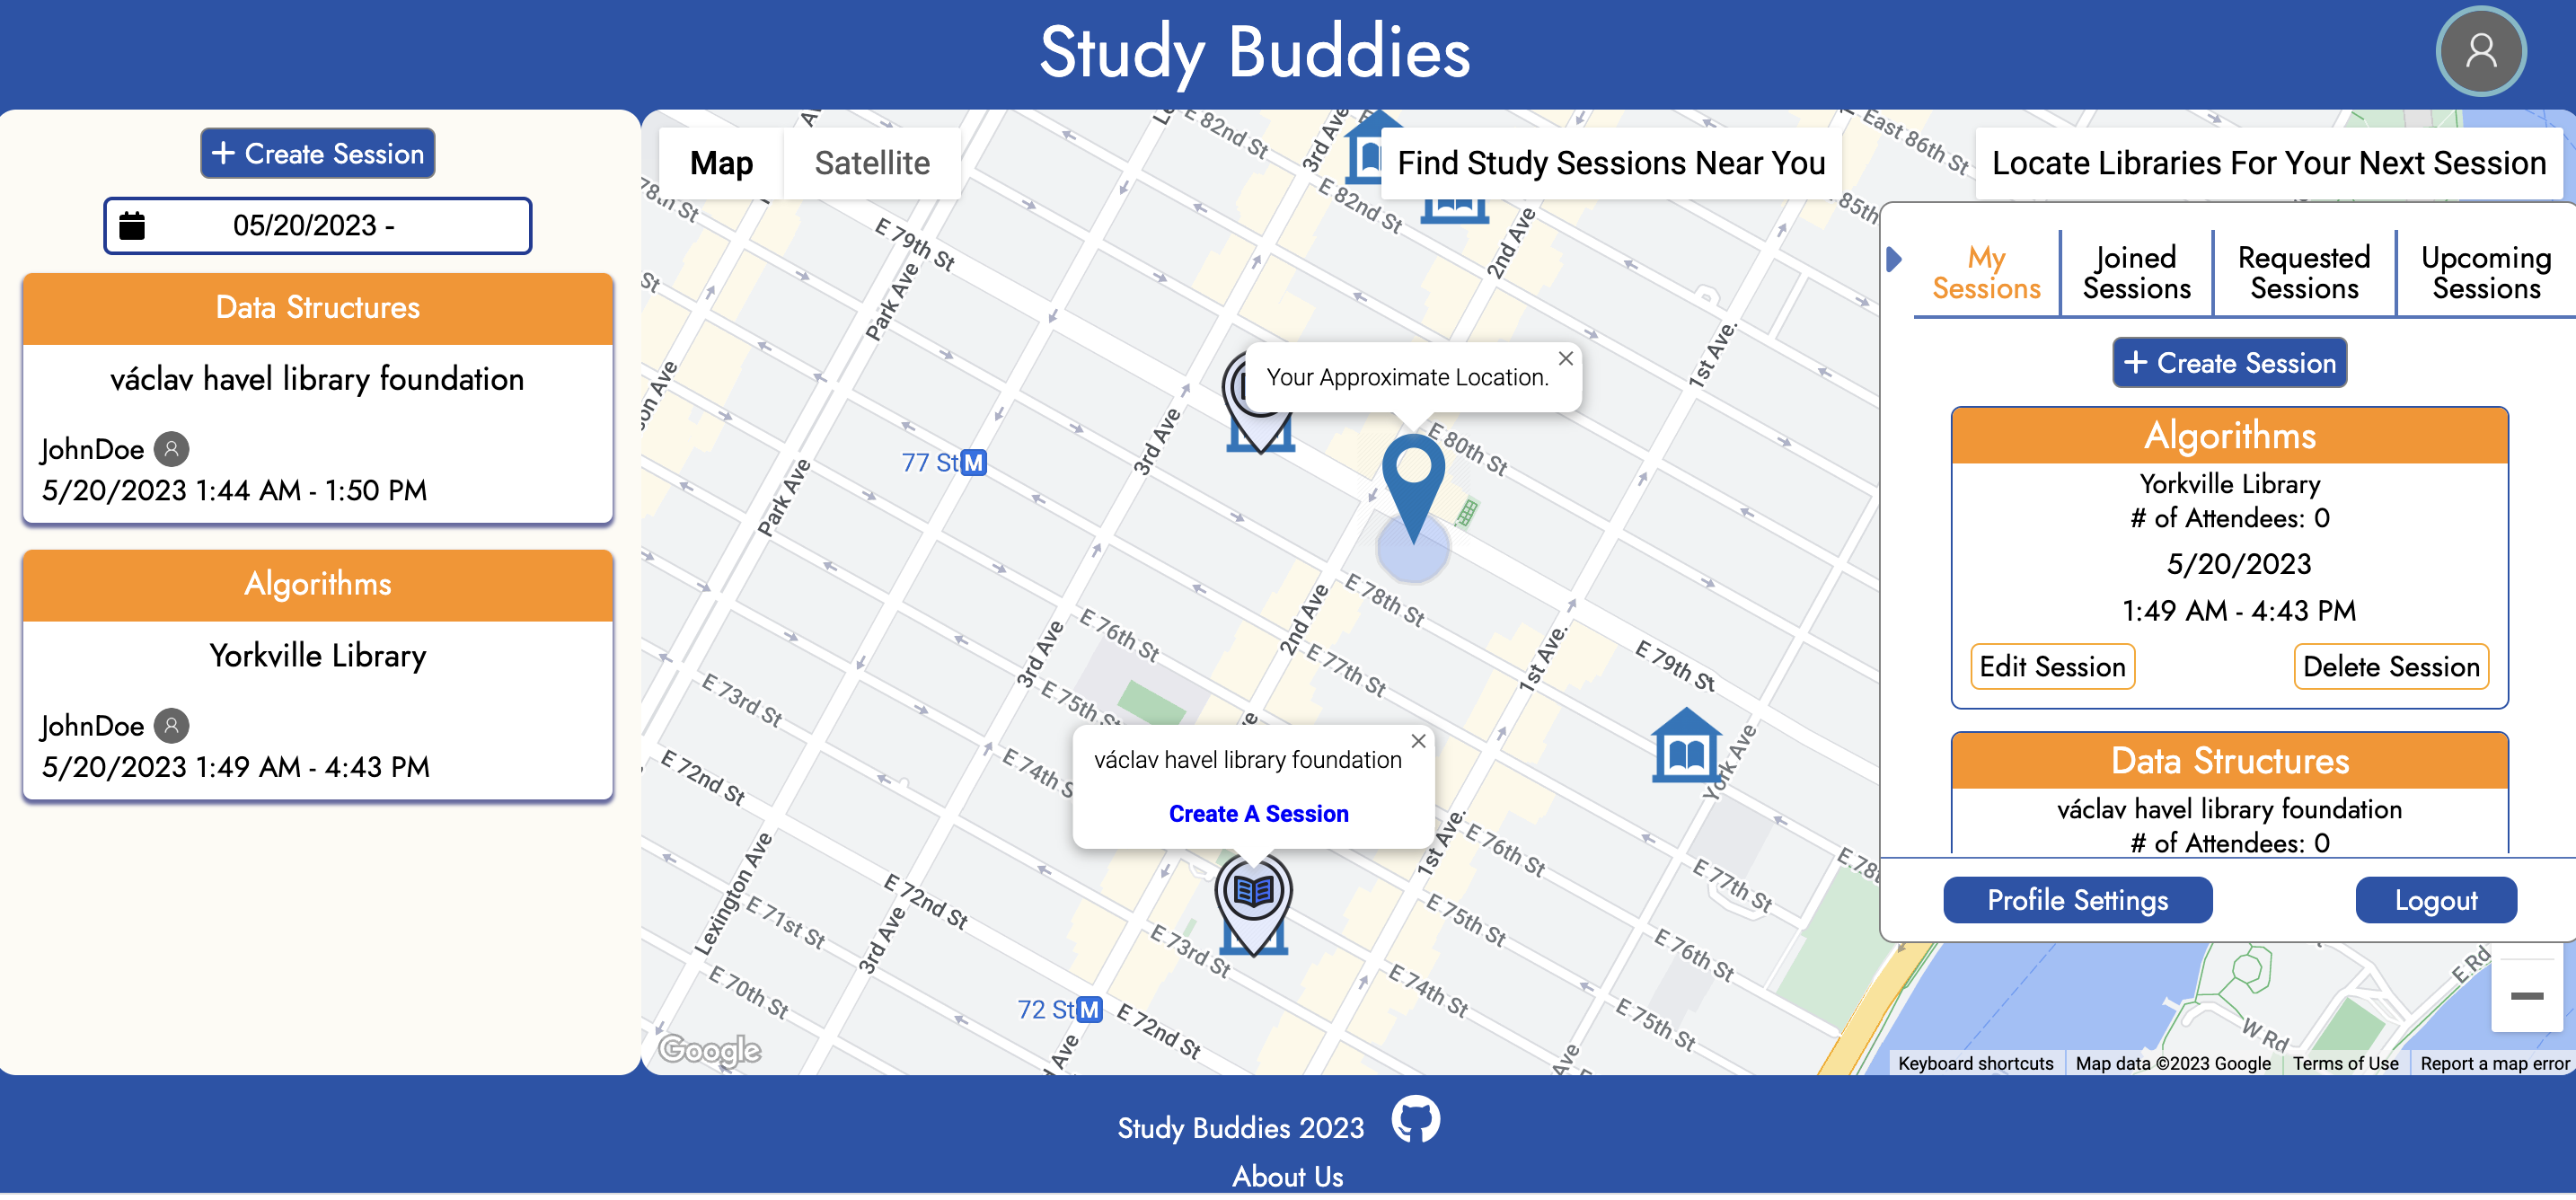 Study Buddies
+ Create Session
05/20/2023 -
Data Structures
václav havel library foundation
JohnDoe
5/20/2023 1:44 AM - 1:50 PM
Algorithms
Yorkville Library
JohnDoe
5/20/2023 1:49 AM - 4:43 PM
Map
Satellite
Find Study Sessions Near You
Locate Libraries For Your Next Session
E 82nd St
3rd Ave
E 82nd St
East 86th St
85th
78th St
E 79th St
2nd Ave
Park Ave
1st Ave.
Your Approximate Location.
E 80th St
77 St
M
3rd Ave
Park Ave
E 78th St
2nd Ave
E 76th St
E 77th St
1st Ave.
E 79th St
3rd Ave
E 75th St
E 73rd St
E 74th S
E 72nd St
York Ave
václav havel library foundation
Create A Session
1st Ave.
E 76th St
E 77th St
E 78t
Lexington Ave
E 72nd St
E 71st St
3rd Ave
E 75th St
E 73rd St
E 76th St
E 74th St
E 70th St
72 St
M
E 72nd St
E 75th St
E Rd
W Rd
Google
Keyboard shortcuts
Map data ©2023 Google
Terms of Use
Report a map error
My Sessions
Joined Sessions
Requested Sessions
Upcoming Sessions
+ Create Session
Algorithms
Yorkville Library
# of Attendees: 0
5/20/2023
1:49 AM - 4:43 PM
Edit Session
Delete Session
Data Structures
václav havel library foundation
# of Attendees: 0
Profile Settings
Logout
Study Buddies 2023
About Us